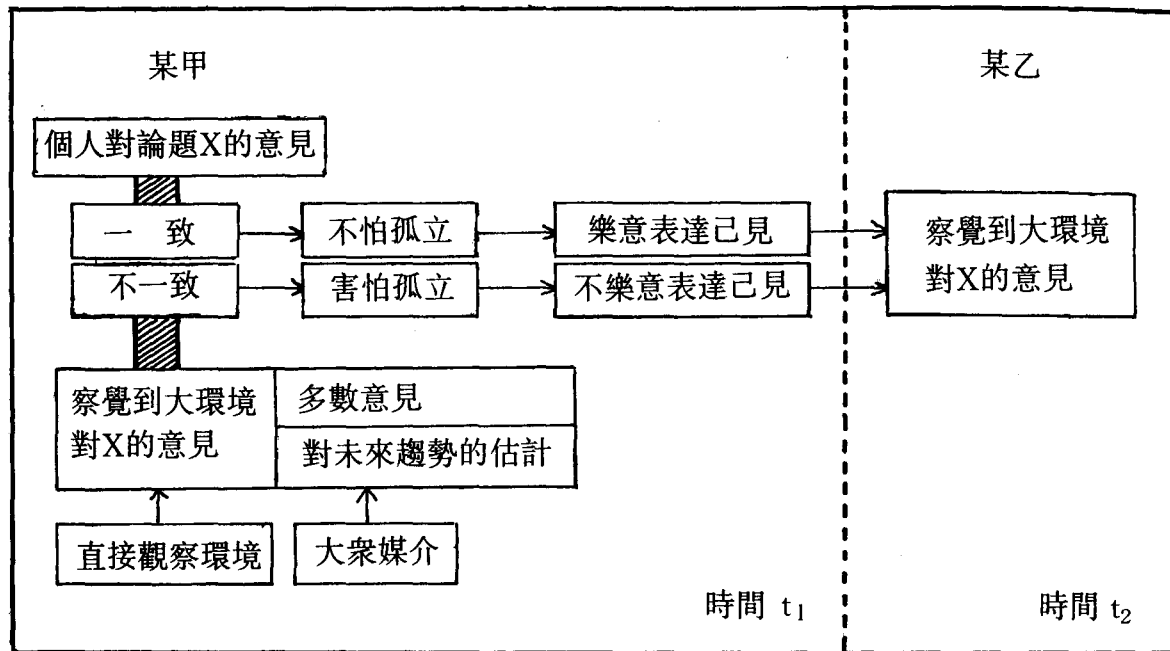 某甲
某乙
個人對論題X的意見
一 致
不怕孤立
樂意表達己見
不一致
害怕孤立
不樂意表達己見
察覺到大環境
對X的意見
察覺到大環境
對X的意見
多數意見
對未來趨勢的估計
直接觀察環境
大衆媒介
時間 t₁
時間 t₂